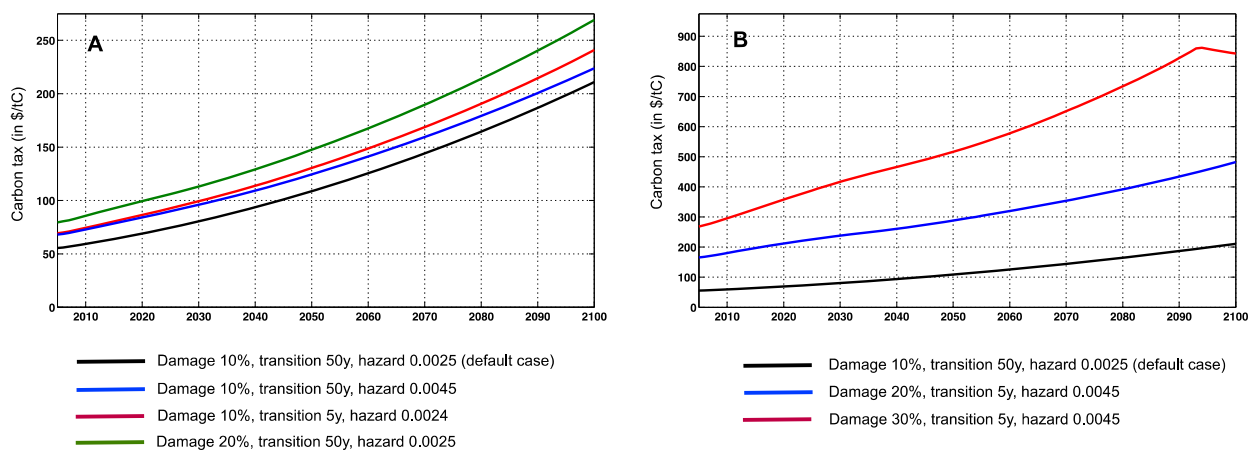 A
Carbon tax (in $/tC)
250
200
150
100
50
0
2010 2020 2030 2040 2050 2060 2070 2080 2090 2100
Damage 10%, transition 50y, hazard 0.0025 (default case)
Damage 10%, transition 50y, hazard 0.0045
Damage 10%, transition 5y, hazard 0.0024
Damage 20%, transition 50y, hazard 0.0025
B
Carbon tax (in $/tC)
900
800
700
600
500
400
300
200
100
0
2010 2020 2030 2040 2050 2060 2070 2080 2090 2100
Damage 10%, transition 50y, hazard 0.0025 (default case)
Damage 20%, transition 5y, hazard 0.0045
Damage 30%, transition 5y, hazard 0.0045